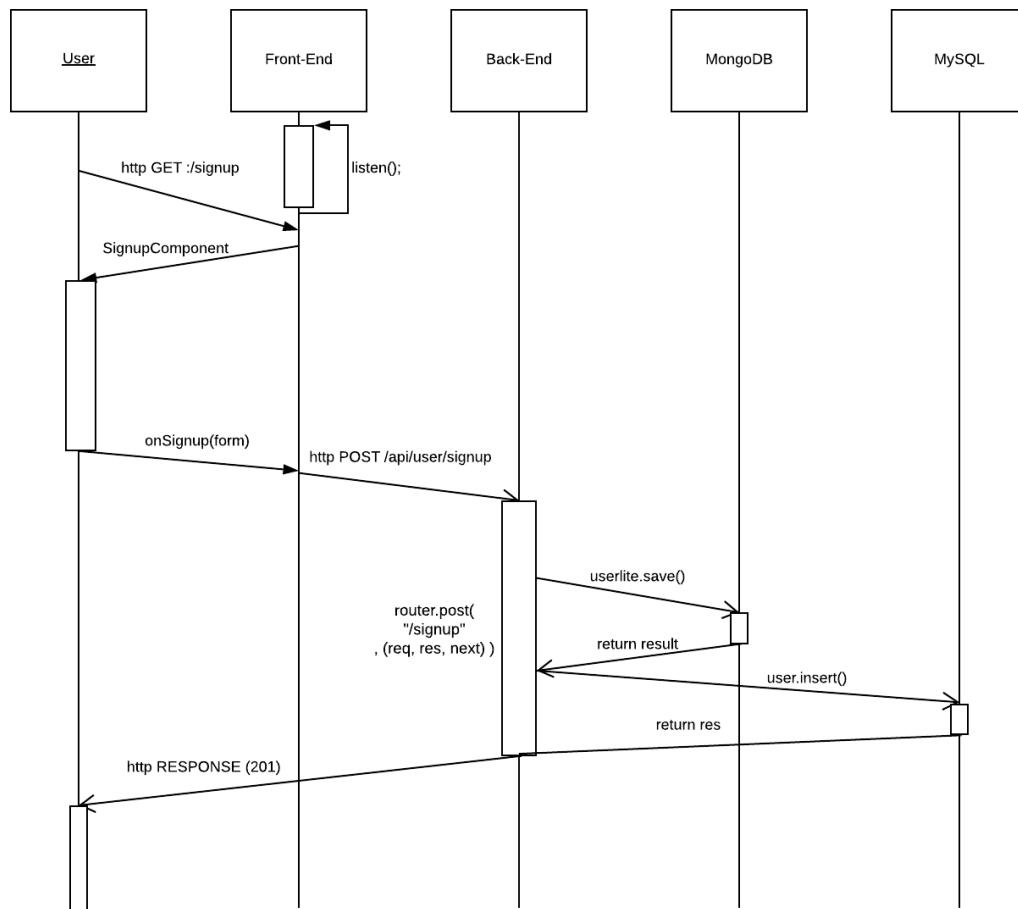 User
Front-End
Back-End
MongoDB
MySQL
listen();
http GET :/signup
SignupComponent
onSignup(form)
http POST /api/user/signup
userlite.save()
router.post(
"/signup"
, (req, res, next) )
return result
user.insert()
return res
http RESPONSE (201)